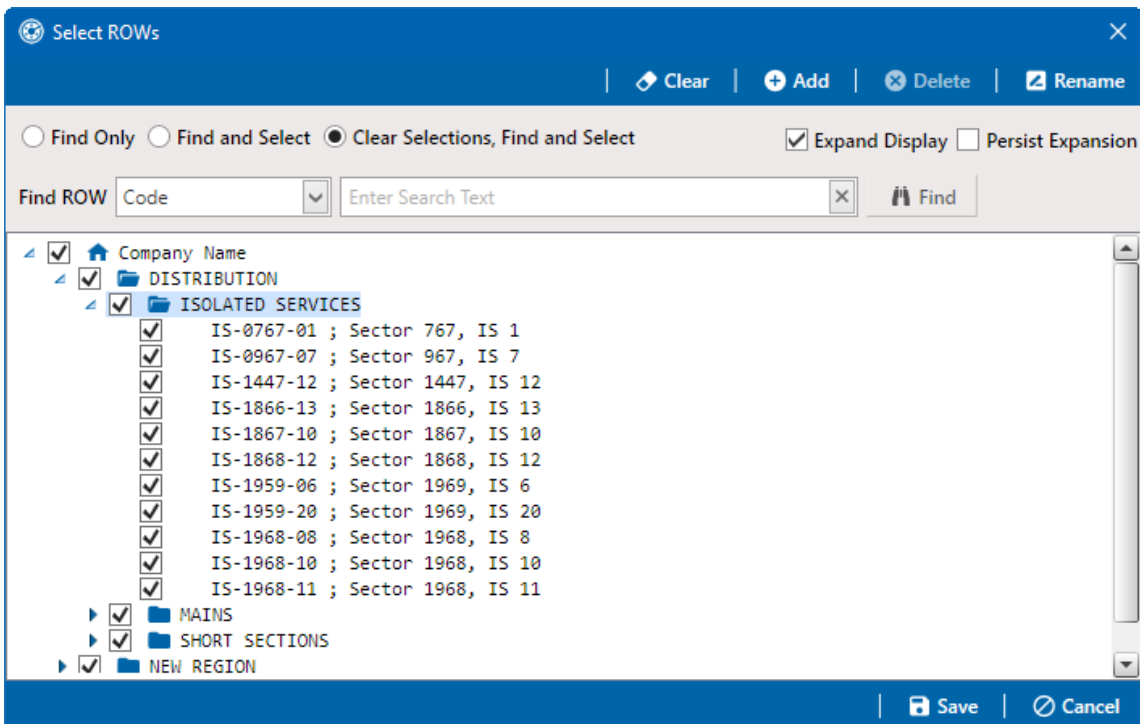 Select ROWs
Clear Add Delete Rename
Find Only Find and Select Clear Selections, Find and Select Expand Display Persist Expansion
Find ROW Code Enter Search Text Find
Company Name
DISTRIBUTION
ISOLATED SERVICES
IS-0767-01 ; Sector 767, IS 1
IS-0967-07 ; Sector 967, IS 7
IS-1447-12 ; Sector 1447, IS 12
IS-1866-13 ; Sector 1866, IS 13
IS-1867-10 ; Sector 1867, IS 10
IS-1868-12 ; Sector 1868, IS 12
IS-1959-06 ; Sector 1969, IS 6
IS-1959-20 ; Sector 1969, IS 20
IS-1968-08 ; Sector 1968, IS 8
IS-1968-10 ; Sector 1968, IS 10
IS-1968-11 ; Sector 1968, IS 11
MAINS
SHORT SECTIONS
NEW REGION
Save Cancel